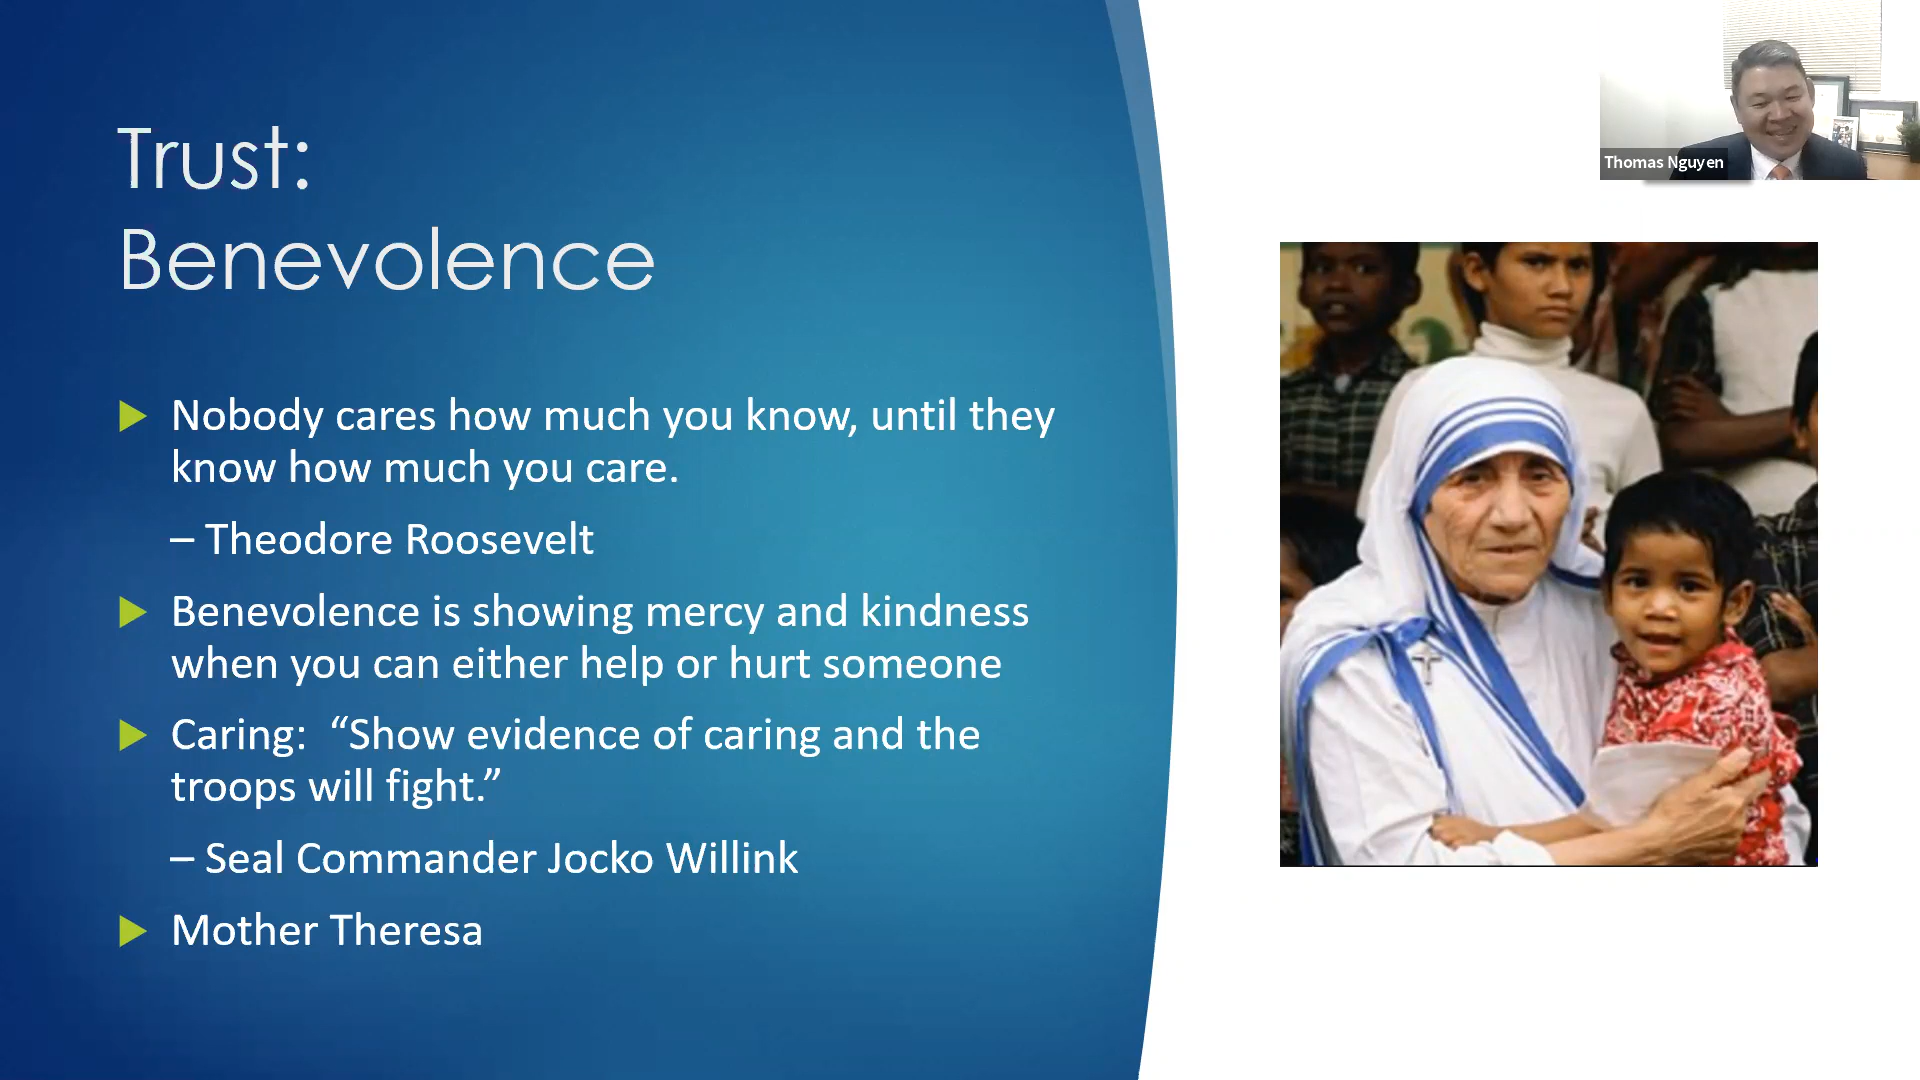 Trust:
Benevolence
Nobody cares how much you know, until they
know how much you care.
– Theodore Roosevelt
Benevolence is showing mercy and kindness
when you can either help or hurt someone
Caring:  “Show evidence of caring and the
troops will fight.”
– Seal Commander Jocko Willink
Mother Theresa
Thomas Nguyen